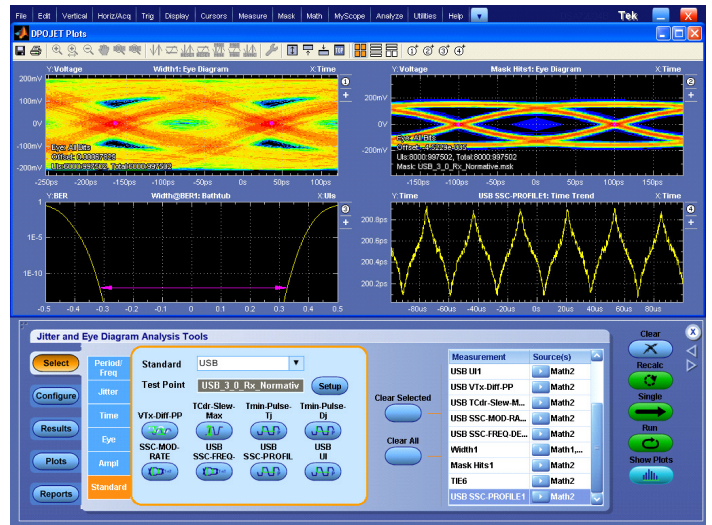 File Edit Vertical Horiz/Acq Trig Display Cursors Measure Mask Math MyScope Analyze Utilities Help Tek X
DPOJET Plots
Y:Voltage Width1: Eye Diagram X:Time
200mV
100mV
0V
-100mV
-200mV
Eye: All Bits
UIs:8000:997502, Total:8000:997502
-250ps -200ps -150ps -100ps -50ps 0s 50ps 100ps
1
Y:Voltage Mask Hits1: Eye Diagram X:Time
200mV
0V
-200mV
Eye: All Bits
UIs:8000:997502, Total:8000:997502
Mask: USB_3_0_Rx_Normative.msk
-150ps -100ps -50ps 0s 50ps 100ps 150ps
2
Y:BER Width@BER1: Bathtub X:UIs
1
1E-5
1E-10
-0.5 -0.4 -0.3 -0.2 -0.1 0 0.1 0.2 0.3 0.4 0.5
3
Y:Time USB SSC-PROFILE1: Time Trend X:Time
200.8ps
200.6ps
200.4ps
200.2ps
-80us -60us -40us -20us 0s 20us 40us 60us 80us
4
Jitter and Eye Diagram Analysis Tools
Select
Configure
Results
Plots
Reports
Period/
Freq
Jitter
Time
Eye
Ampl
Standard
Standard USB
Test Point USB_3_0_Rx_Normativ Setup
VTx-Diff-PP TCdr-Slew-
Max Tmin-Pulse-
Tj Tmin-Pulse-
Dj
SSC-MOD-
RATE USB
SSC-FREQ- USB
SSC-PROFIL USB
UI
Clear Selected
Clear All
Measurement Source(s)
USB UI1 Math2
USB VTx-Diff-PP Math2
USB TCdr-Slew-M... Math2
USB SSC-MOD-RA... Math2
USB SSC-FREQ-DE... Math2
Width1 Math1,...
Mask Hits1 Math2
TIE6 Math2
USB SSC-PROFILE1 Math2
Clear
Recalc
Single
Run
Show Plots
X